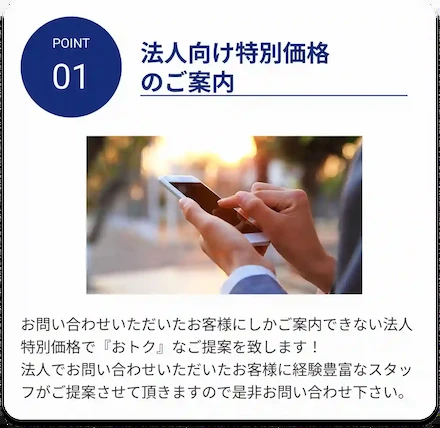 POINT
01
法人向け特別価格
のご案内
お問い合わせいただいたお客様にしかご案内できない法人
特別価格で『おトク』なご提案を致します！
法人でお問い合わせいただいたお客様に経験豊富なスタッ
フがご提案させて頂きますので是非お問い合わせ下さい。